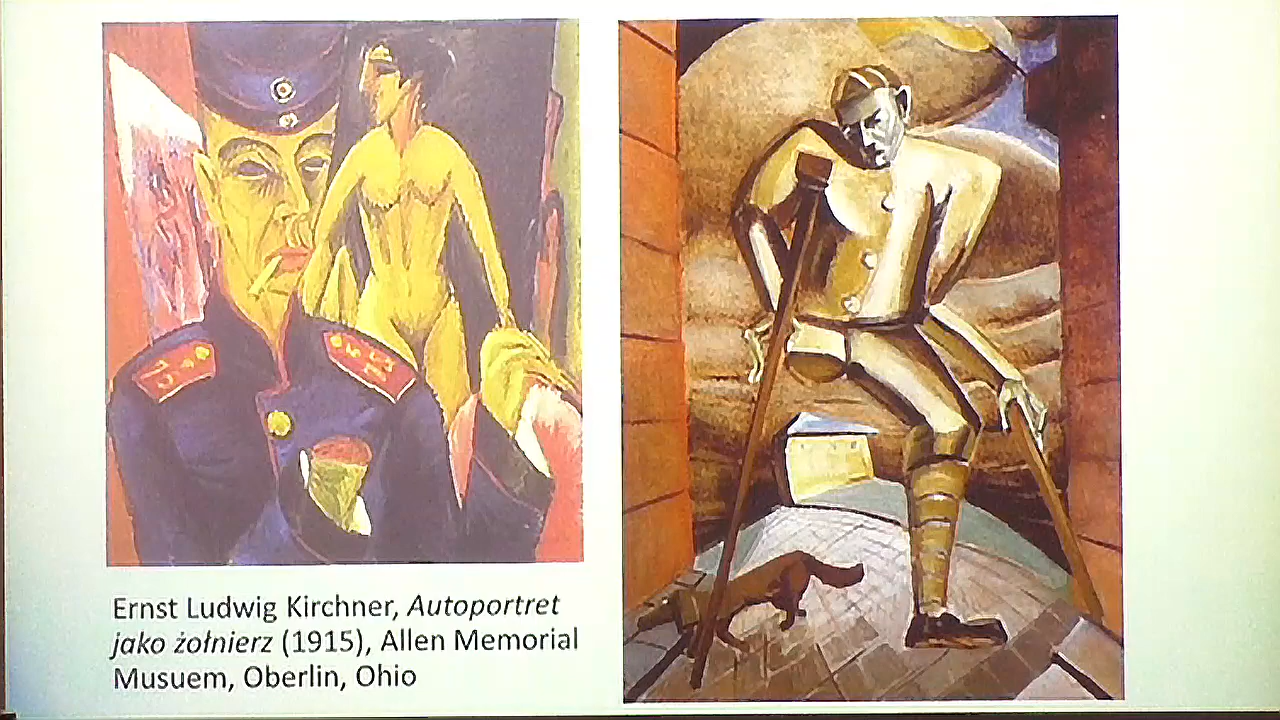 Ernst Ludwig Kirchner, Autoportret
jako żołnierz (1915), Allen Memorial
Musuem, Oberlin, Ohio